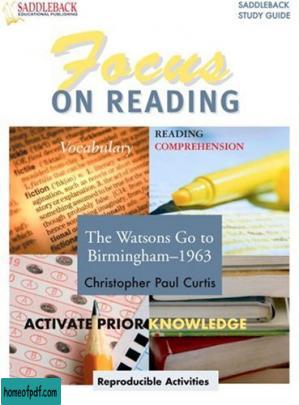 SADDLEBACK
EDUCATIONAL PUBLISHING
SADDLEBACK
STUDY GUIDE
Focus
ON READING
Vocabulary
READING
COMPREHENSION
fiction
The Watsons Go to
Birmingham–1963
Christopher Paul Curtis
ACTIVATE PRIOR KNOWLEDGE
Reproducible Activities
homeofpdf.com